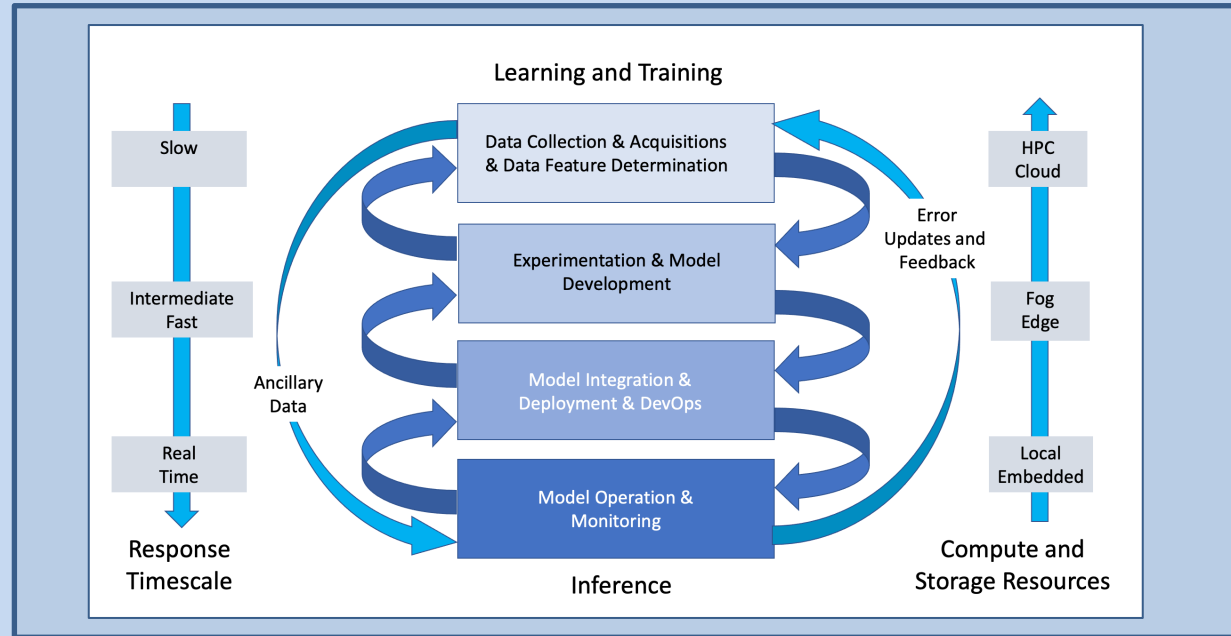 Learning and Training
Slow
Intermediate
Fast
Real
Time
Response
Timescale
Ancillary
Data
Data Collection & Acquisitions
& Data Feature Determination
Experimentation & Model
Development
Model Integration &
Deployment & DevOps
Model Operation &
Monitoring
Inference
Error
Updates and
Feedback
HPC
Cloud
Fog
Edge
Local
Embedded
Compute and
Storage Resources